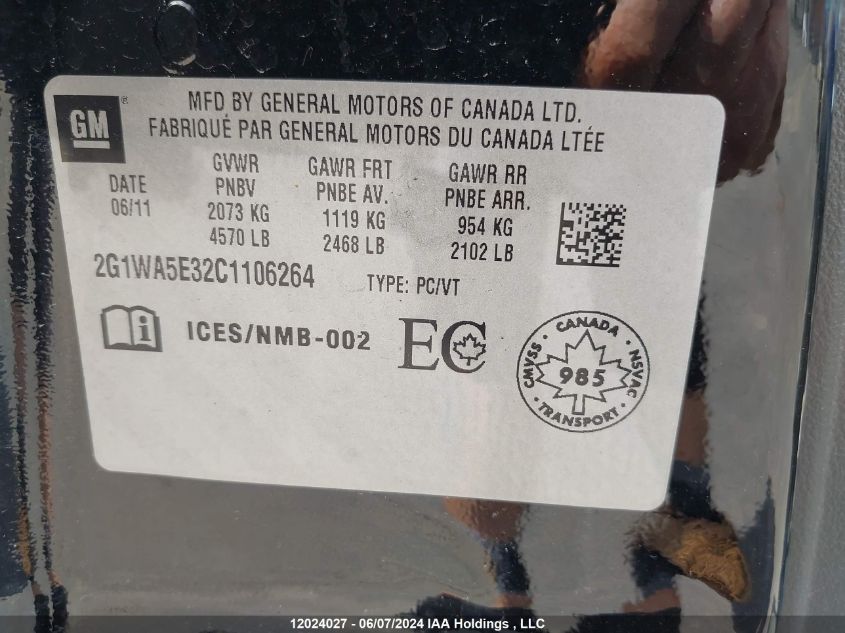 GM
MFD BY GENERAL MOTORS OF CANADA LTD.
FABRIQUÉ PAR GENERAL MOTORS DU CANADA LTÉE
DATE
06/11
GVWR
PNBV
2073 KG
4570 LB
GAWR FRT
PNBE AV.
1119 KG
2468 LB
GAWR RR
PNBE ARR.
954 KG
2102 LB
2G1WA5E32C1106264 TYPE: PC/VT
i ICES/NMB-002 EC
CANADA
CMVSS 985 NSVAC
TRANSPORT
12024027 - 06/07/2024 IAA Holdings , LLC